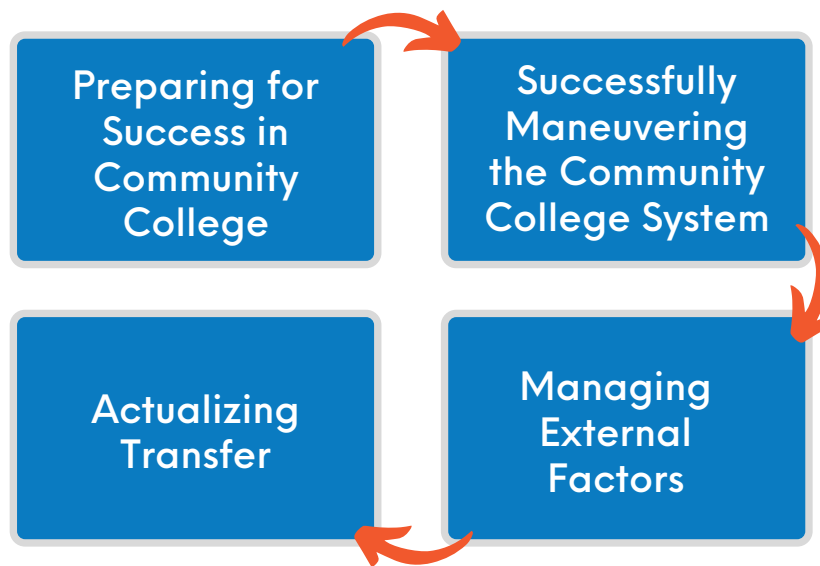 Preparing for
Success in
Community
College
Successfully
Maneuvering
the Community
College System
Managing
External
Factors
Actualizing
Transfer